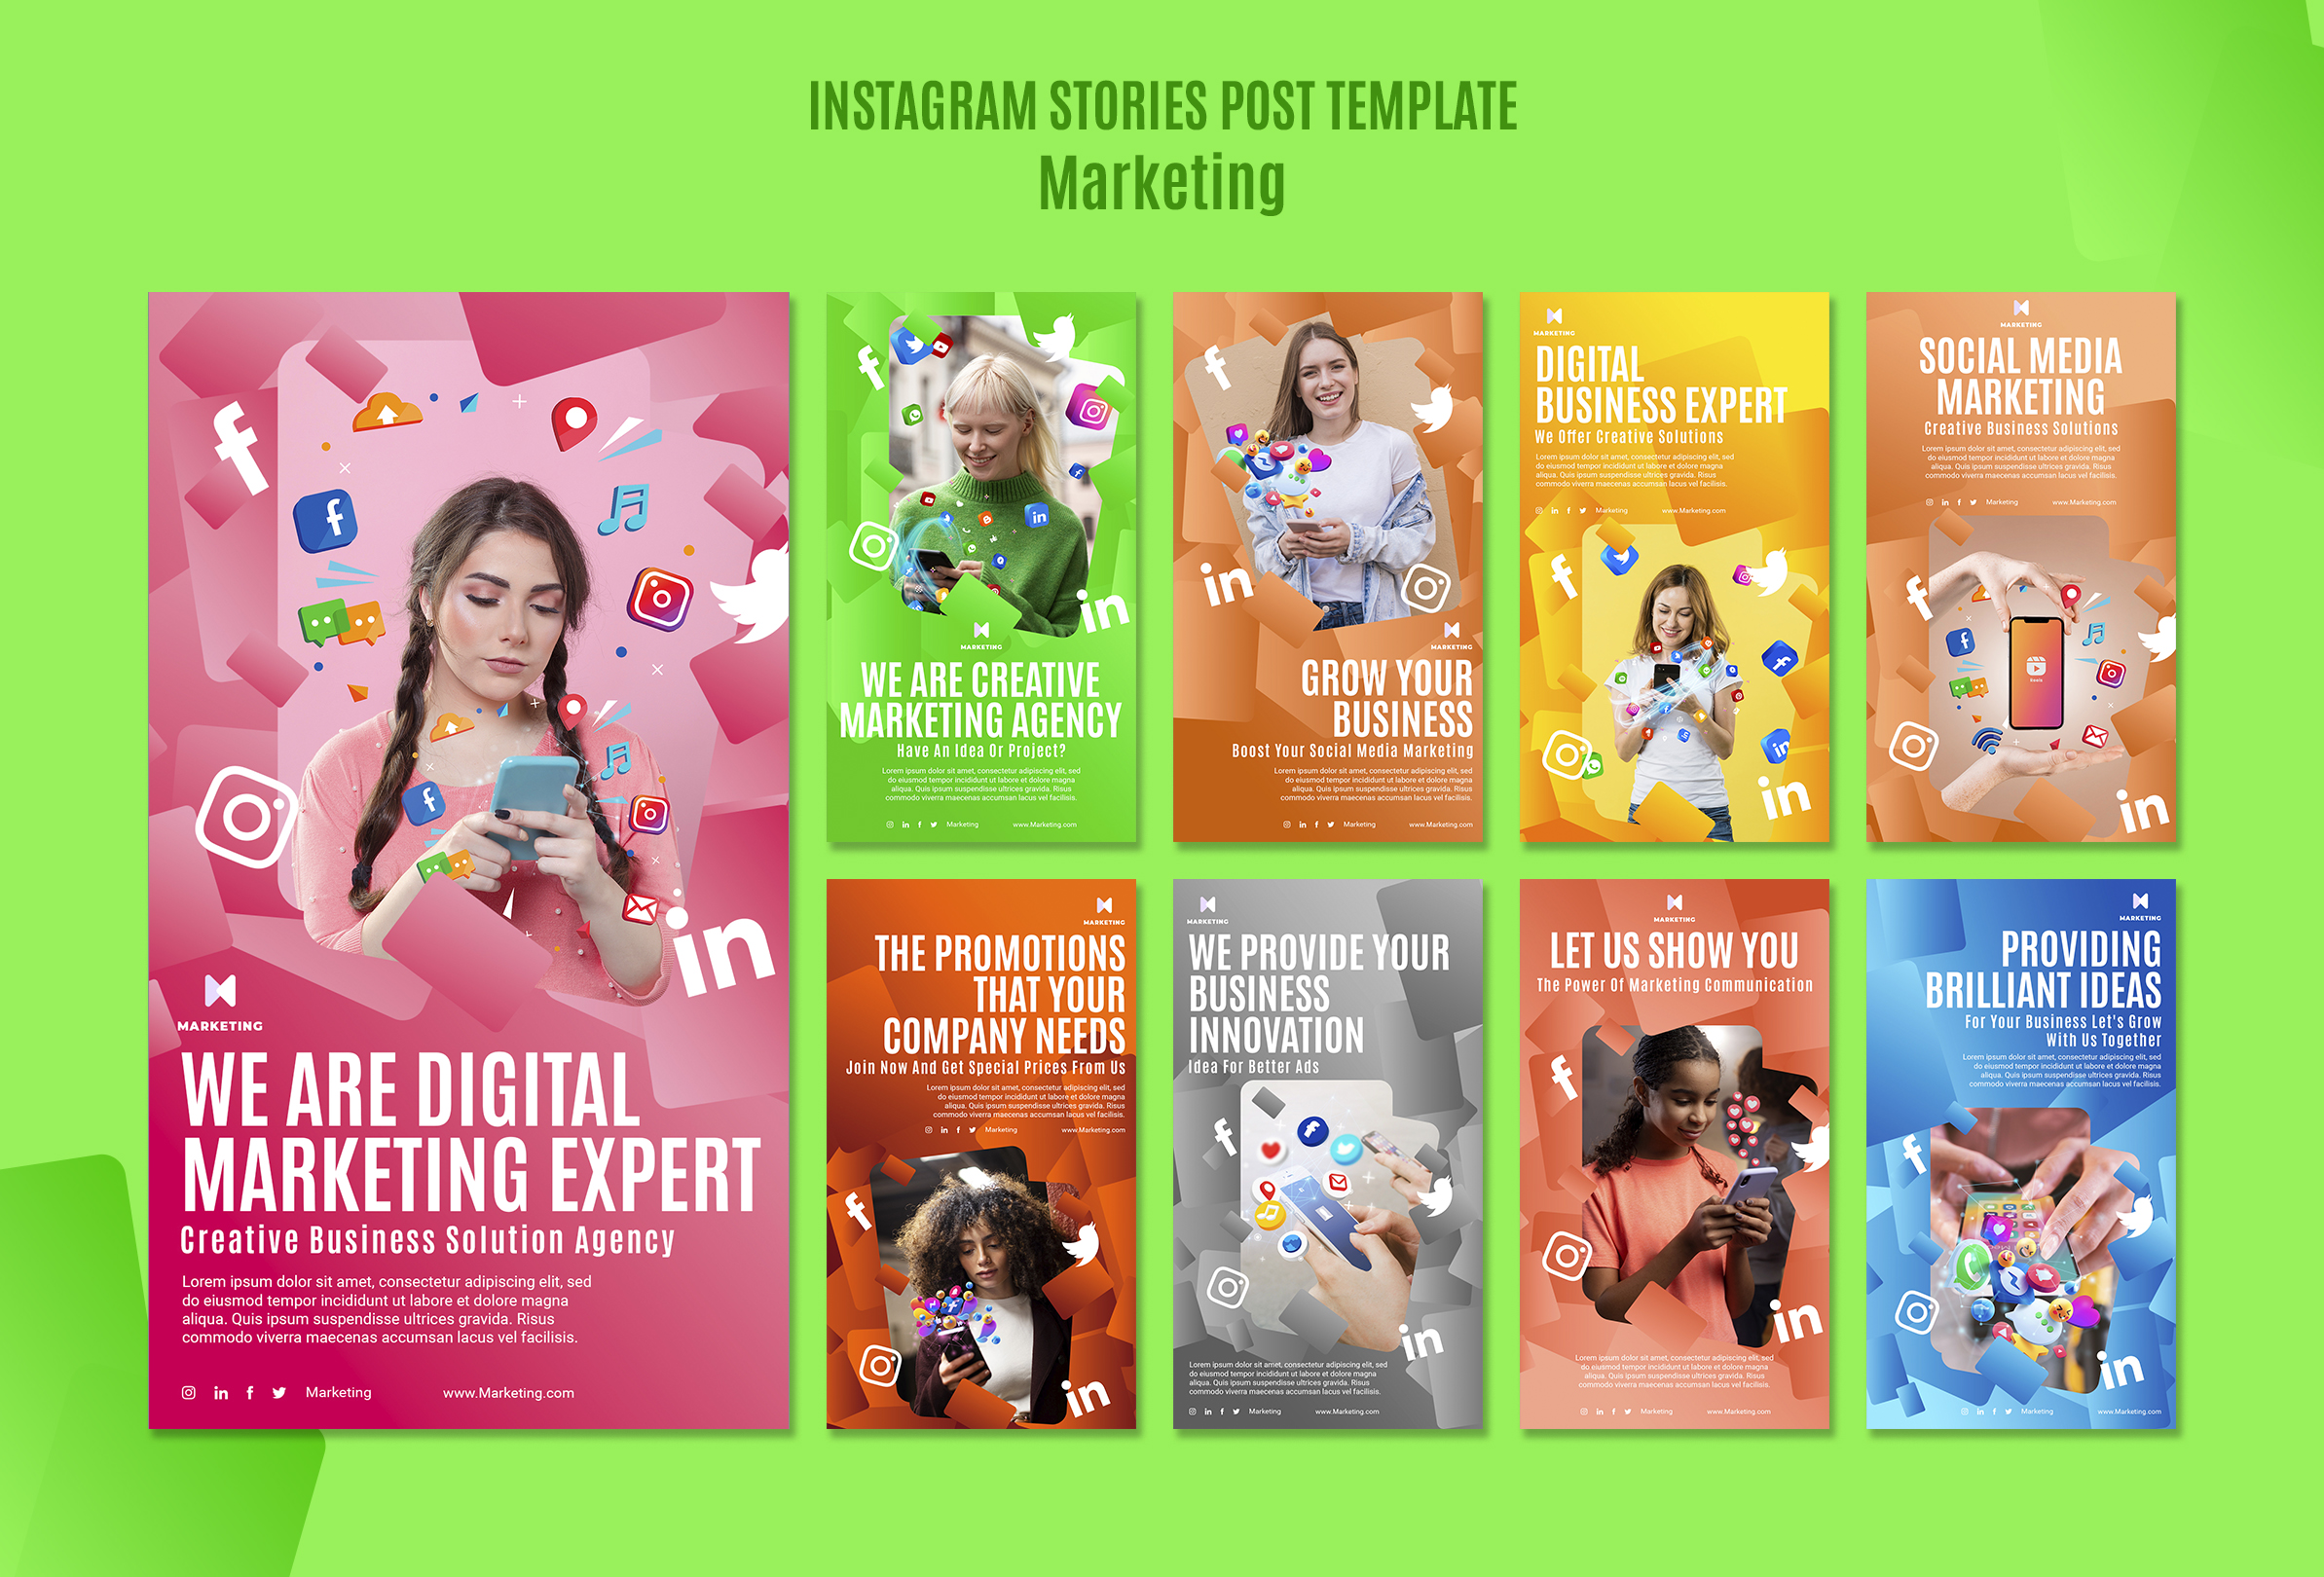 INSTAGRAM STORIES POST TEMPLATE
Marketing
MARKETING
WE ARE DIGITAL
MARKETING EXPERT
Creative Business Solution Agency
Lorem ipsum dolor sit amet, consectetur adipiscing elit, sed
do eiusmod tempor incididunt ut labore et dolore magna
aliqua. Quis ipsum suspendisse ultrices gravida. Risus
commodo viverra maecenas accumsan lacus vel facilisis.
Marketing www.Marketing.com
MARKETING
WE ARE CREATIVE
MARKETING AGENCY
Have An Idea Or Project?
Lorem ipsum dolor sit amet, consectetur adipiscing elit, sed
do eiusmod tempor incididunt ut labore et dolore magna
aliqua. Quis ipsum suspendisse ultrices gravida. Risus
commodo viverra maecenas accumsan lacus vel facilisis.
Marketing www.Marketing.com
MARKETING
GROW YOUR
BUSINESS
Boost Your Social Media Marketing
Lorem ipsum dolor sit amet, consectetur adipiscing elit, sed
do eiusmod tempor incididunt ut labore et dolore magna
aliqua. Quis ipsum suspendisse ultrices gravida. Risus
commodo viverra maecenas accumsan lacus vel facilisis.
Marketing www.Marketing.com
MARKETING
DIGITAL
BUSINESS EXPERT
We Offer Creative Solutions
Lorem ipsum dolor sit amet, consectetur adipiscing elit, sed
do eiusmod tempor incididunt ut labore et dolore magna
aliqua. Quis ipsum suspendisse ultrices gravida. Risus
commodo viverra maecenas accumsan lacus vel facilisis.
Marketing www.Marketing.com
MARKETING
SOCIAL MEDIA
MARKETING
Creative Business Solutions
Lorem ipsum dolor sit amet, consectetur adipiscing elit, sed
do eiusmod tempor incididunt ut labore et dolore magna
aliqua. Quis ipsum suspendisse ultrices gravida. Risus
commodo viverra maecenas accumsan lacus vel facilisis.
Marketing www.Marketing.com
Reels
MARKETING
THE PROMOTIONS
THAT YOUR
COMPANY NEEDS
Join Now And Get Special Prices From Us
Lorem ipsum dolor sit amet, consectetur adipiscing elit, sed
do eiusmod tempor incididunt ut labore et dolore magna
aliqua. Quis ipsum suspendisse ultrices gravida. Risus
commodo viverra maecenas accumsan lacus vel facilisis.
Marketing www.Marketing.com
MARKETING
WE PROVIDE YOUR
BUSINESS
INNOVATION
Idea For Better Ads
Lorem ipsum dolor sit amet, consectetur adipiscing elit, sed
do eiusmod tempor incididunt ut labore et dolore magna
aliqua. Quis ipsum suspendisse ultrices gravida. Risus
commodo viverra maecenas accumsan lacus vel facilisis.
Marketing www.Marketing.com
MARKETING
LET US SHOW YOU
The Power Of Marketing Communication
Lorem ipsum dolor sit amet, consectetur adipiscing elit, sed
do eiusmod tempor incididunt ut labore et dolore magna
aliqua. Quis ipsum suspendisse ultrices gravida. Risus
commodo viverra maecenas accumsan lacus vel facilisis.
Marketing www.Marketing.com
MARKETING
PROVIDING
BRILLIANT IDEAS
For Your Business Let's Grow
With Us Together
Lorem ipsum dolor sit amet, consectetur adipiscing elit, sed
do eiusmod tempor incididunt ut labore et dolore magna
aliqua. Quis ipsum suspendisse ultrices gravida. Risus
commodo viverra maecenas accumsan lacus vel facilisis.
Marketing www.Marketing.com